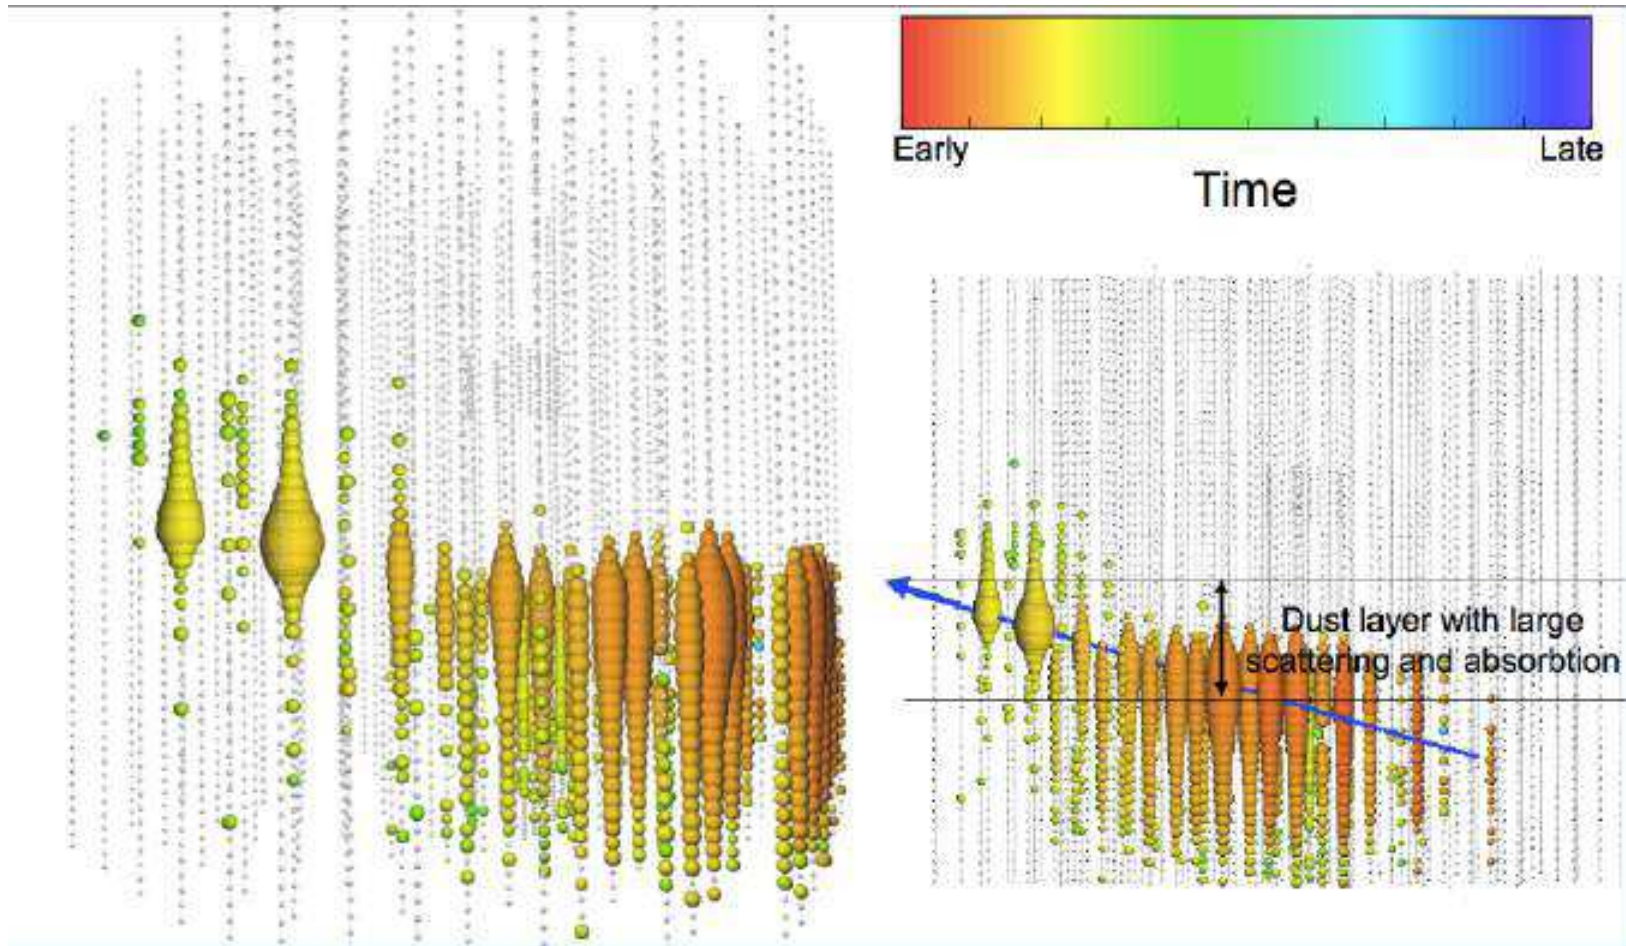 Early
Late
Time
Dust layer with large
scattering and absorbtion